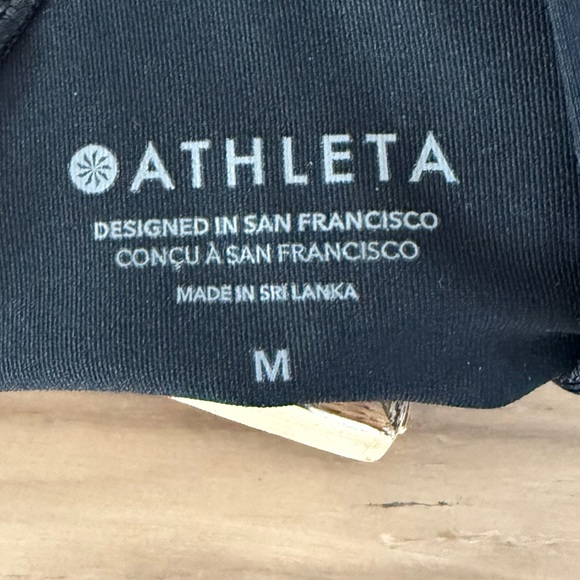 ATHLETA
DESIGNED IN SAN FRANCISCO
CONÇU À SAN FRANCISCO
MADE IN SRI LANKA
M